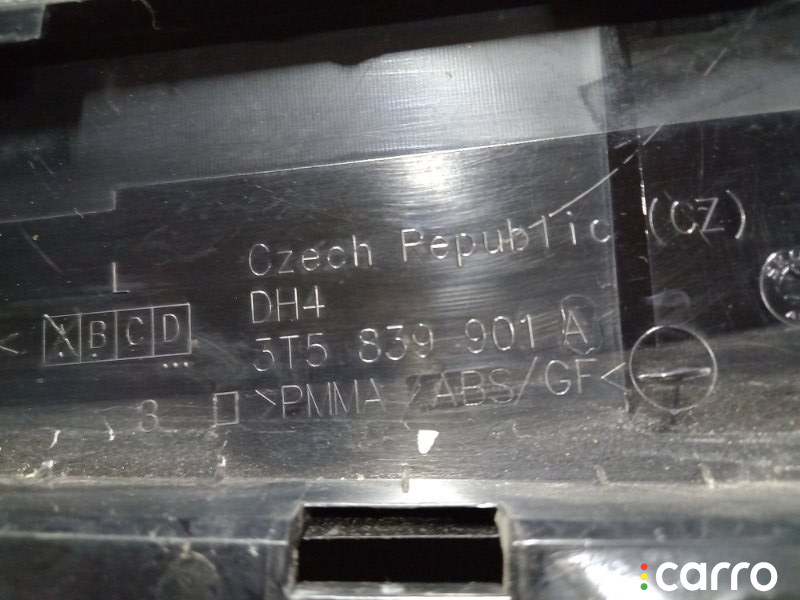 Czech Republic (CZ)
L
DH4
ABCD
3T5 839 901 A
...
>PMMA/ABS/GF<
3
carro